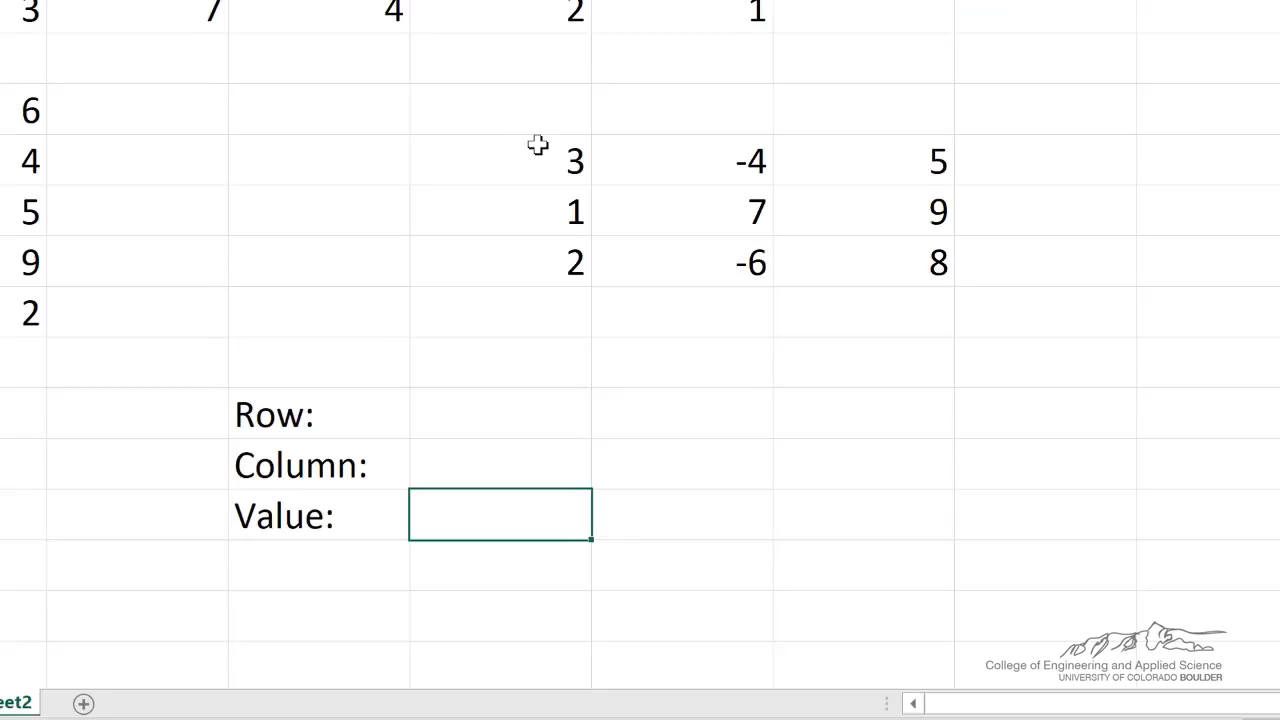 3 7 4 2 1
6
4 3 -4 5
5 1 7 9
9 2 -6 8
2
Row:
Column:
Value:
College of Engineering and Applied Science
UNIVERSITY OF COLORADO BOULDER
eet2